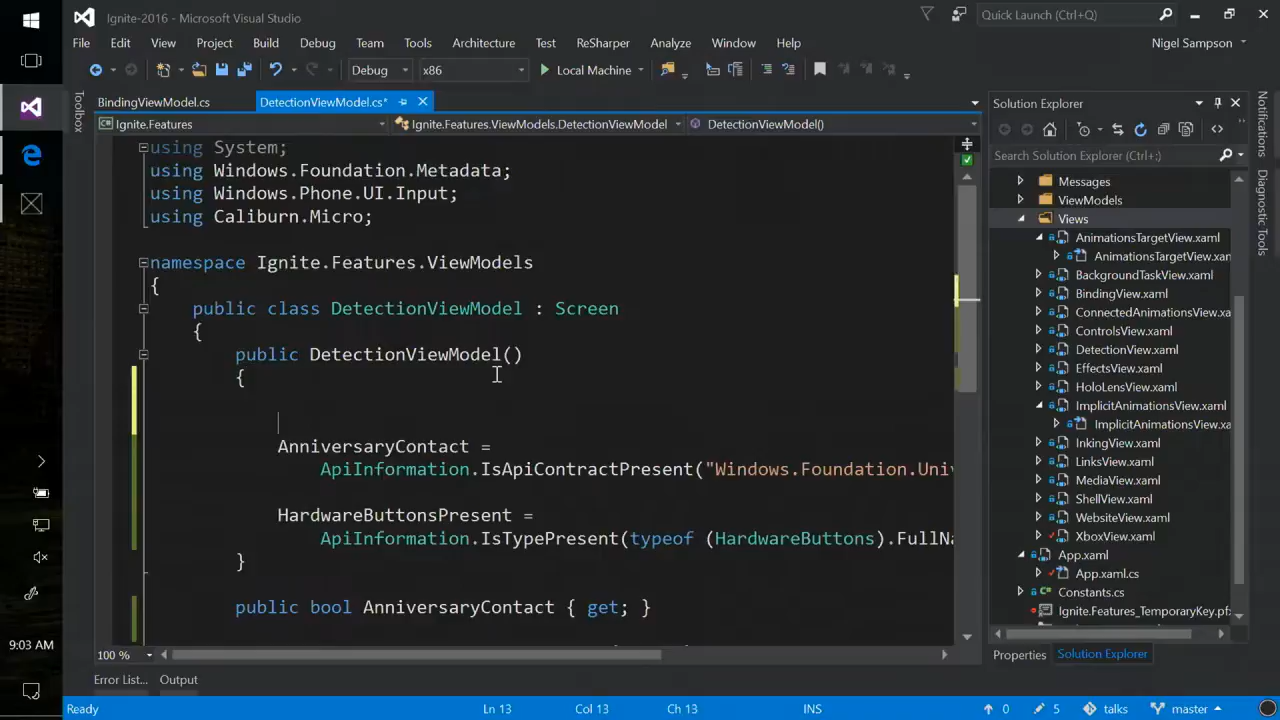 Ignite-2016 - Microsoft Visual Studio
Quick Launch (Ctrl+;)
File Edit View Project Build Debug Team Tools Architecture Test ReSharper Analyze Window Help
Nigel Sampson
Debug x86 Local Machine
Toolbox
BindingViewModel.cs DetectionViewModel.cs*
Ignite.Features Ignite.Features.ViewModels.DetectionViewModel DetectionViewModel()
using System;
using Windows.Foundation.Metadata;
using Windows.Phone.UI.Input;
using Caliburn.Micro;
namespace Ignite.Features.ViewModels
{
public class DetectionViewModel : Screen
{
public DetectionViewModel()
{
AnniversaryContact =
ApiInformation.IsApiContractPresent("Windows.Foundation.Univ
HardwareButtonsPresent =
ApiInformation.IsTypePresent(typeof (HardwareButtons).FullNa
}
public bool AnniversaryContact { get; }
100 %
Error List... Output
Solution Explorer
Search Solution Explorer (Ctrl+;)
Messages
ViewModels
Views
AnimationsTargetView.xaml
AnimationsTargetView.xan
BackgroundTaskView.xaml
BindingView.xaml
ConnectedAnimationsView.xa
ControlsView.xaml
DetectionView.xaml
EffectsView.xaml
HoloLensView.xaml
ImplicitAnimationsView.xaml
ImplicitAnimationsView.xa
InkingView.xaml
LinksView.xaml
MediaView.xaml
ShellView.xaml
WebsiteView.xaml
XboxView.xaml
App.xaml
App.xaml.cs
Constants.cs
Ignite.Features_TemporaryKey.pf
Properties Solution Explorer
Notifications
Diagnostic Tools
9:03 AM
Ready Ln 13 Col 13 Ch 13 INS 0 5 talks master